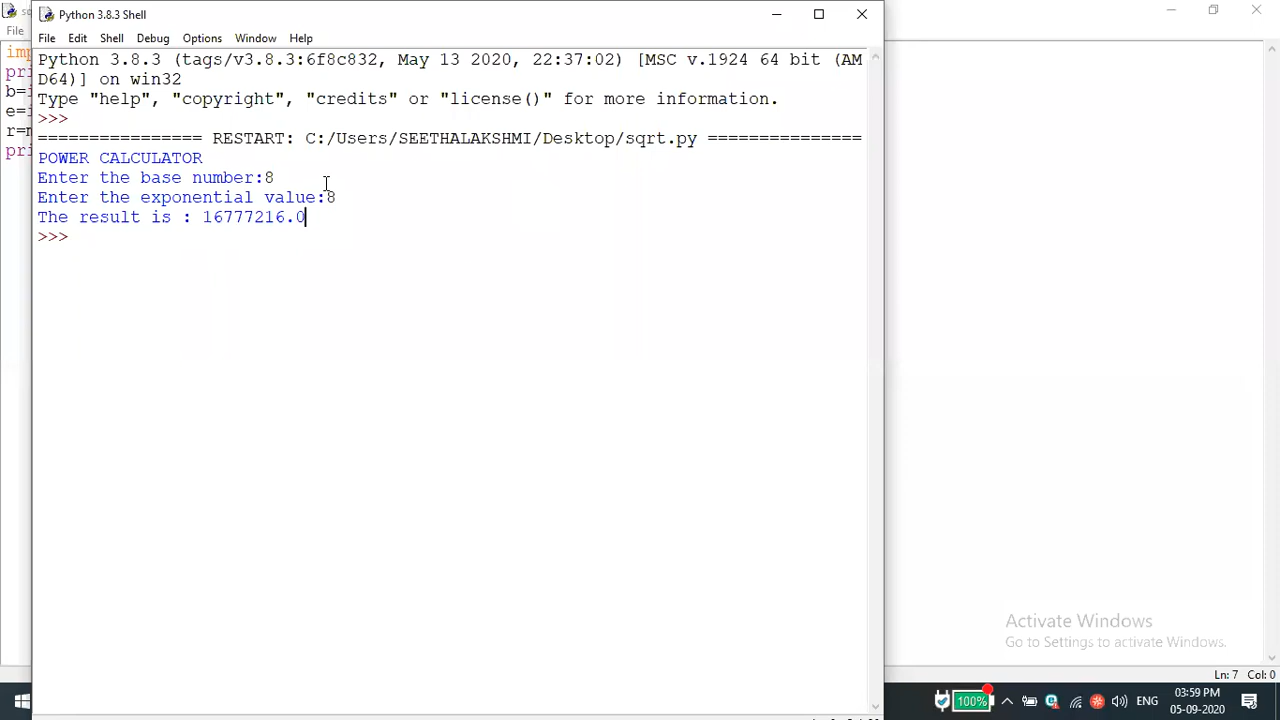 Python 3.8.3 Shell
File Edit Shell Debug Options Window Help
File
Python 3.8.3 (tags/v3.8.3:6f8c832, May 13 2020, 22:37:02) [MSC v.1924 64 bit (AM
D64)] on win32
Type "help", "copyright", "credits" or "license()" for more information.
>>>
=============== RESTART: C:/Users/SEETHALAKSHMI/Desktop/sqrt.py ===============
POWER CALCULATOR
Enter the base number:8
Enter the exponential value:8
The result is : 16777216.0
>>>
b=
e=
Activate Windows
Go to Settings to activate Windows.
Ln: 7 Col: 0
100% ENG 03:59 PM
05-09-2020